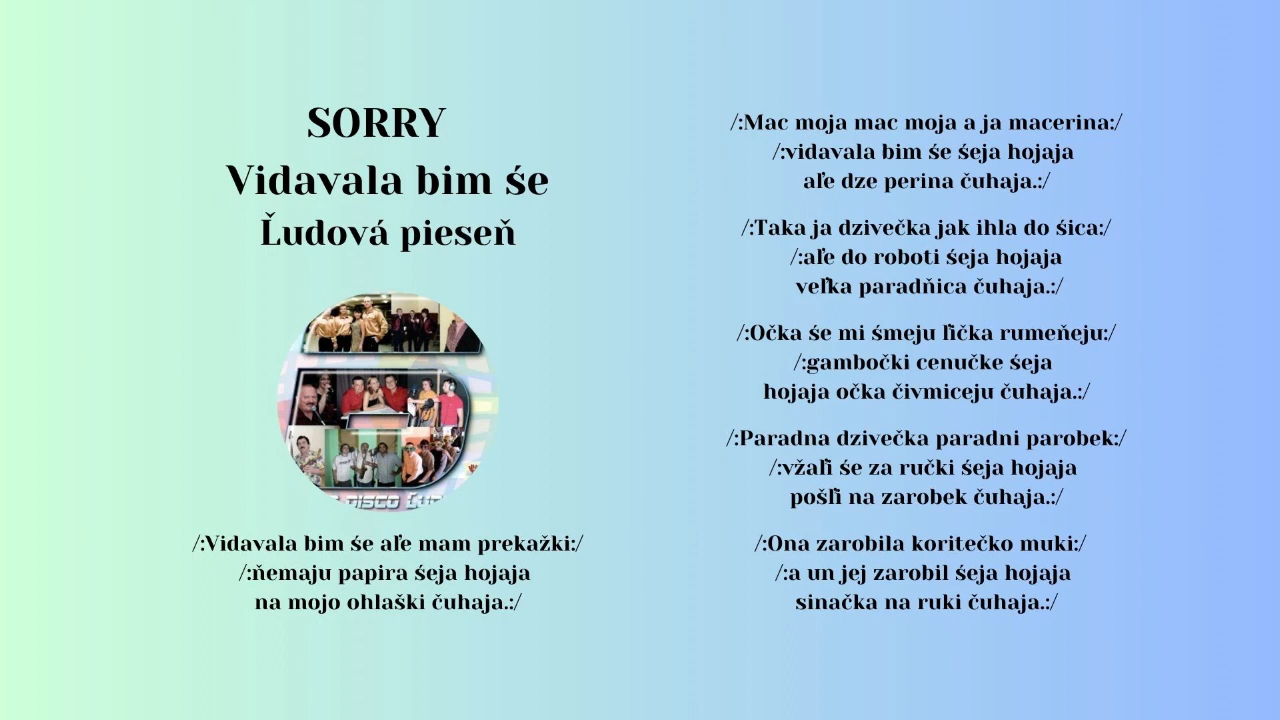 SORRY
Vidavala bim śe
Ľudová pieseň
DISCO
/:Vidavala bim śe aľe mam prekažki:/
/:ňemaju papira śeja hojaja
na mojo ohlaški čuhaja.:/
/:Mac moja mac moja a ja macerina:/
/:vidavala bim śe śeja hojaja
aľe dze perina čuhaja.:/
/:Taka ja dzivečka jak ihla do śica:/
/:aľe do roboti śeja hojaja
veľka paradňica čuhaja.:/
/:Očka śe mi śmeju ľička rumeňeju:/
/:gambočki cenučke śeja
hojaja očka čivmiceju čuhaja.:/
/:Paradna dzivečka paradni parobek:/
/:vžaľi śe za ručki śeja hojaja
pošľi na zarobek čuhaja.:/
/:Ona zarobila koritečko muki:/
/:a un jej zarobil śeja hojaja
sinačka na ruki čuhaja.:/